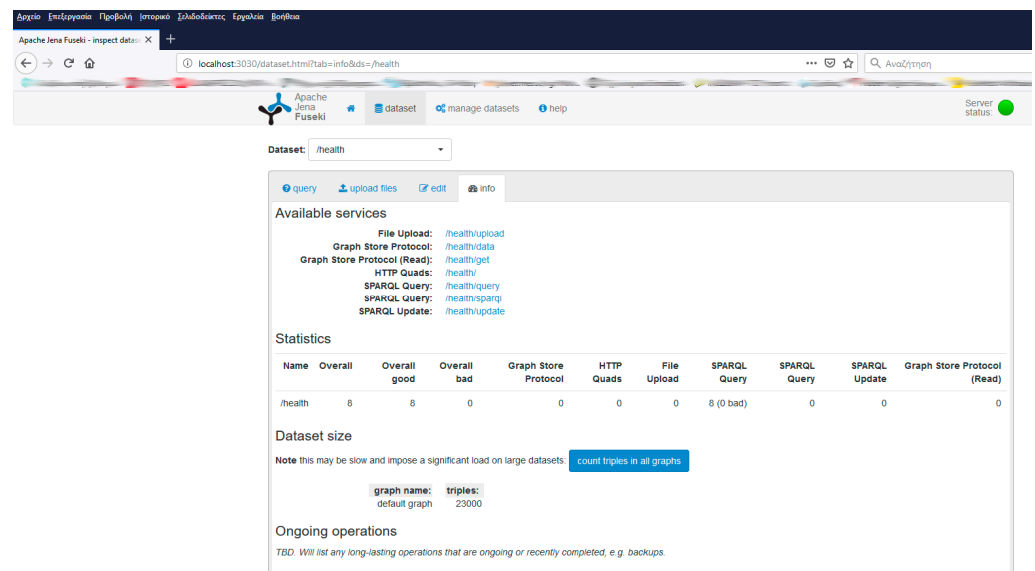 Αρχείο Επεξεργασία Προβολή Ιστορικό Σελιδοδείκτες Εργαλεία Βοήθεια
Apache Jena Fuseki - inspect datas
localhost:3030/dataset.html?tab=info&ds=/health
Αναζήτηση
Apache Jena Fuseki
dataset
manage datasets
help
Server status:
Dataset: /health
query upload files edit info
Available services
File Upload: /health/upload
Graph Store Protocol: /health/data
Graph Store Protocol (Read): /health/get
HTTP Quads: /health/
SPARQL Query: /health/query
SPARQL Query: /health/sparql
SPARQL Update: /health/update
Statistics
Name Overall Overall good Overall bad Graph Store Protocol HTTP Quads File Upload SPARQL Query SPARQL Query SPARQL Update Graph Store Protocol (Read)
/health 8 8 0 0 0 0 8 (0 bad) 0 0 0
Dataset size
Note this may be slow and impose a significant load on large datasets: count triples in all graphs
graph name: triples:
default graph 23000
Ongoing operations
TBD. Will list any long-lasting operations that are ongoing or recently completed, e.g. backups.